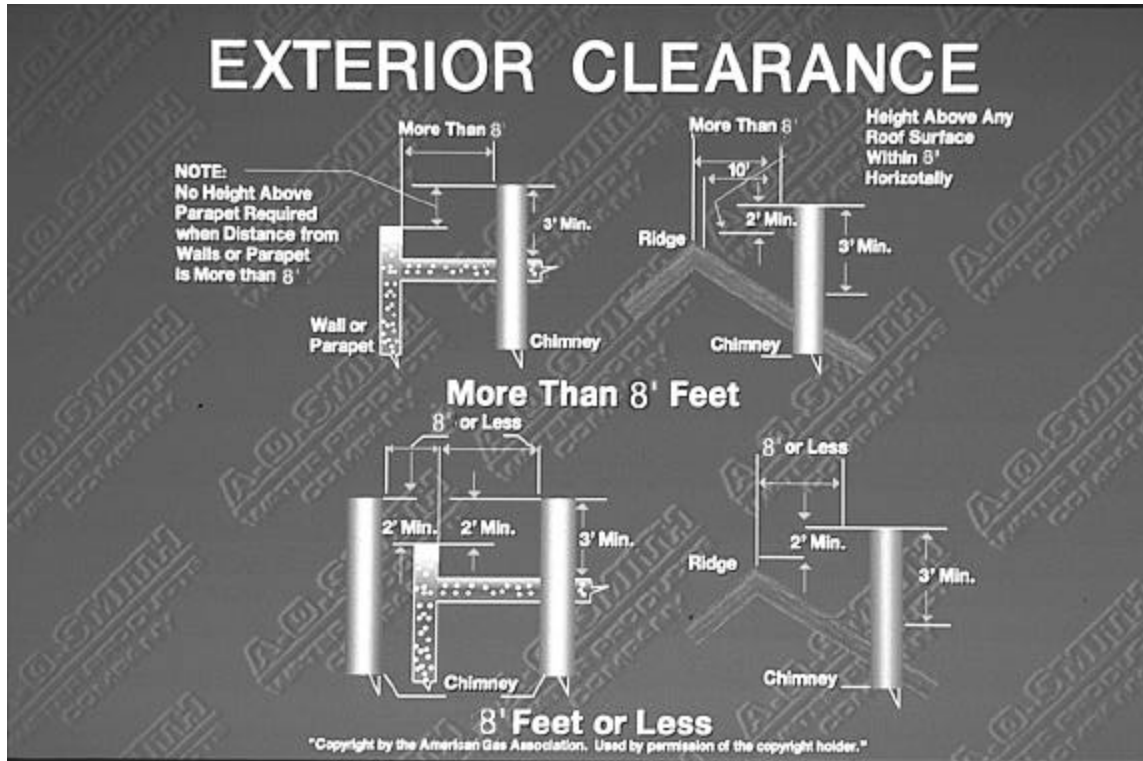 EXTERIOR CLEARANCE
More Than 8'
NOTE:
No Height Above
Parapet Required
when Distance from
Walls or Parapet
is More than 8'
3' Min.
Wall or
Parapet
Chimney
More Than 8'
10'
Height Above Any
Roof Surface
Within 8'
Horizotally
2' Min.
Ridge
3' Min.
Chimney
More Than 8' Feet
8' or Less
2' Min.
2' Min.
3' Min.
Chimney
8' or Less
2' Min.
Ridge
3' Min.
Chimney
8' Feet or Less
"Copyright by the American Gas Association. Used by permission of the copyright holder."
A.O. SMITH
WATER PRODUCTS
COMPANY